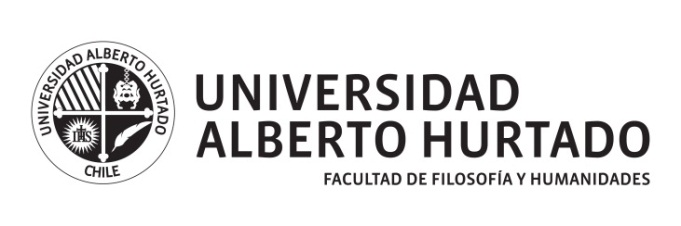 UNIVERSIDAD ALBERTO HURTADO
CHILE
IHS
UNIVERSIDAD
ALBERTO HURTADO
FACULTAD DE FILOSOFÍA Y HUMANIDADES